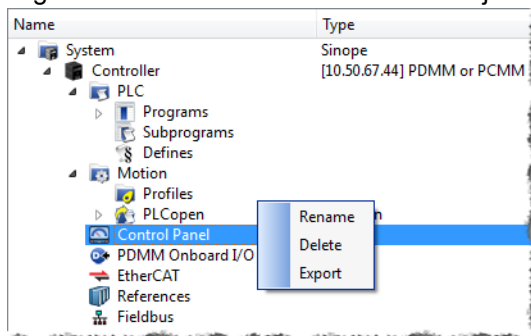 Name Type
System Sinope
Controller [10.50.67.44] PDMM or PCMM
PLC
Programs
Subprograms
Defines
Motion
Profiles
PLCopen n
Rename
Control Panel
Delete
PDMM Onboard I/O
Export
EtherCAT
References
Fieldbus